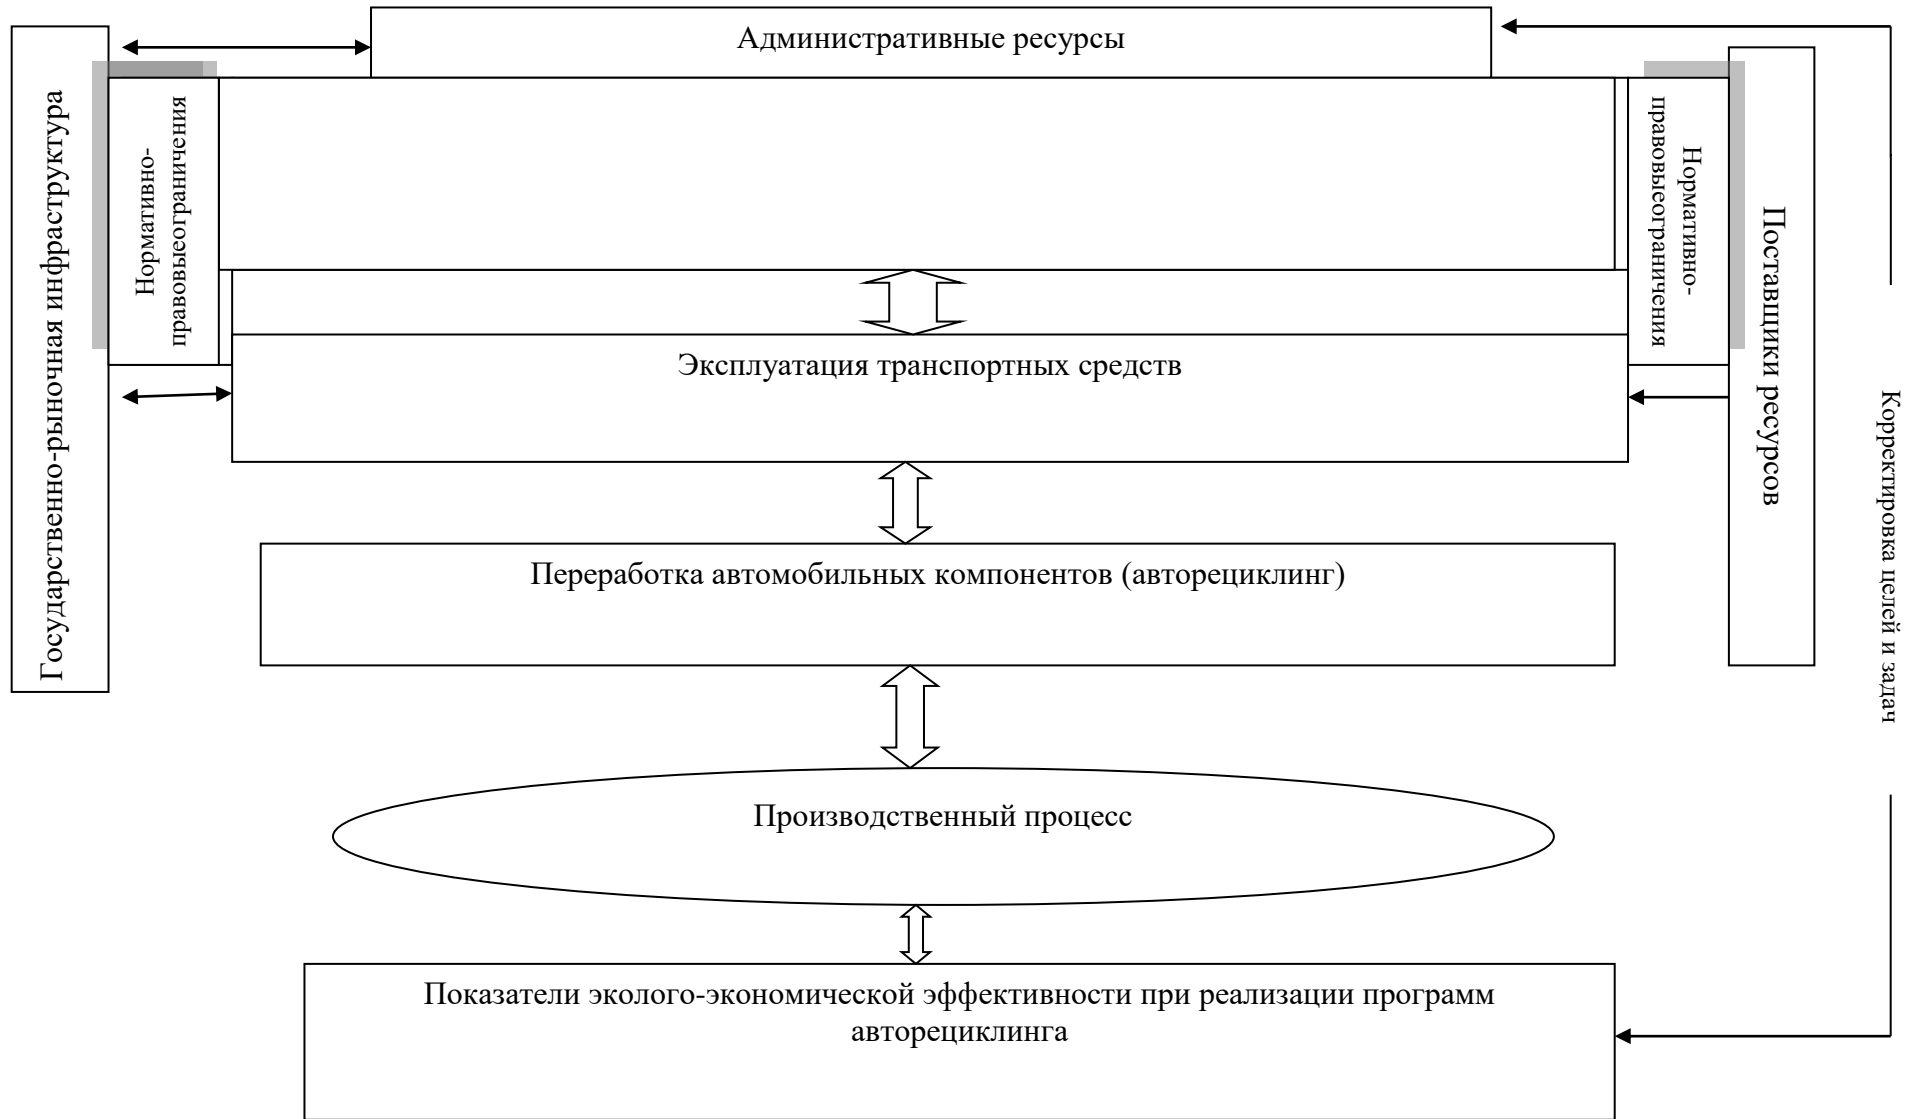 Административные ресурсы
Государственно-рыночная инфраструктура
Нормативно-
правовыеограничения
Нормативно-
правовыеограничения
Поставщики ресурсов
Корректировка целей и задач
Эксплуатация транспортных средств
Переработка автомобильных компонентов (авторециклинг)
Производственный процесс
Показатели эколого-экономической эффективности при реализации программ
авторециклинга